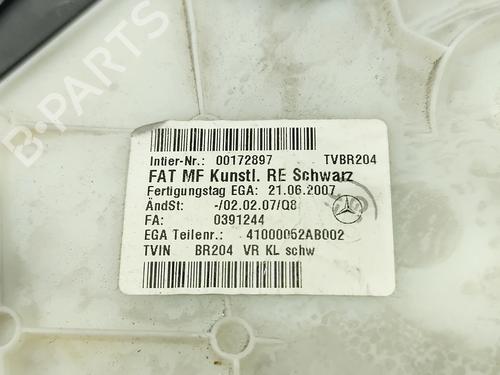 B-PARTS
Intier-Nr.: 00172897 TVBR204
FAT MF Kunstl. RE Schwarz
Fertigungstag EGA: 21.06.2007
ÄndSt: -/02.02.07/Q8
FA: 0391244
EGA Teilenr.: 41000052AB002
TVIN BR204 VR KL schw